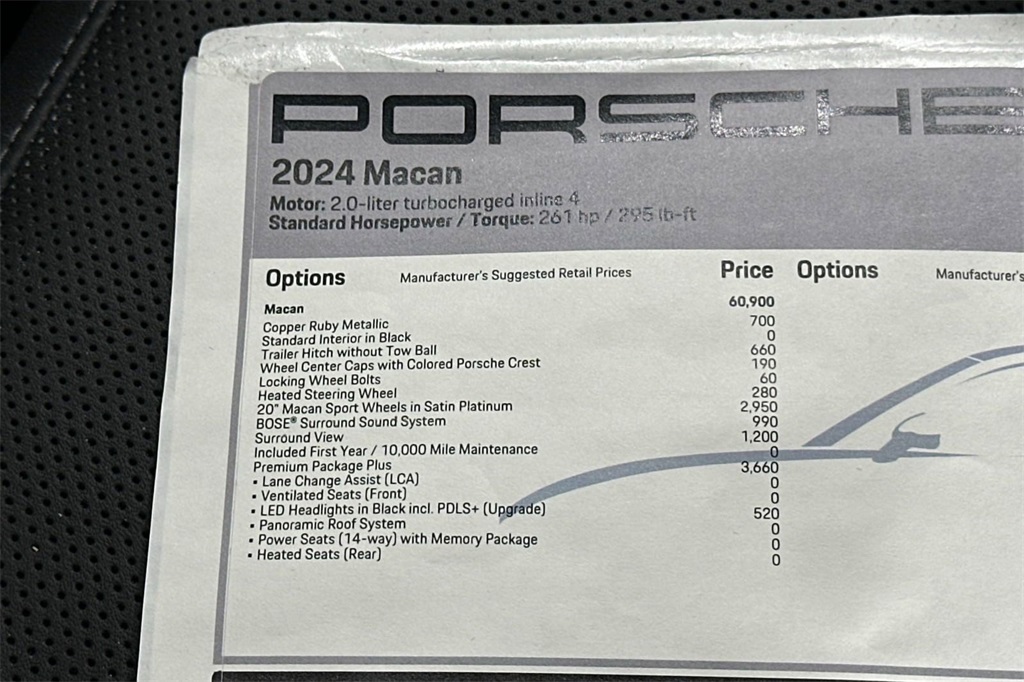 PORSCHE
2024 Macan
Motor: 2.0-liter turbocharged inline 4
Standard Horsepower / Torque: 261 hp / 295 lb-ft
Options Manufacturer's Suggested Retail Prices Price Options Manufacturer's
Macan 60,900
Copper Ruby Metallic 700
Standard Interior in Black 0
Trailer Hitch without Tow Ball 660
Wheel Center Caps with Colored Porsche Crest 190
Locking Wheel Bolts 60
Heated Steering Wheel 280
20" Macan Sport Wheels in Satin Platinum 2,950
BOSE® Surround Sound System 990
Surround View 1,200
Included First Year / 10,000 Mile Maintenance 0
Premium Package Plus 3,660
• Lane Change Assist (LCA) 0
• Ventilated Seats (Front) 0
• LED Headlights in Black incl. PDLS+ (Upgrade) 520
• Panoramic Roof System 0
• Power Seats (14-way) with Memory Package 0
• Heated Seats (Rear) 0